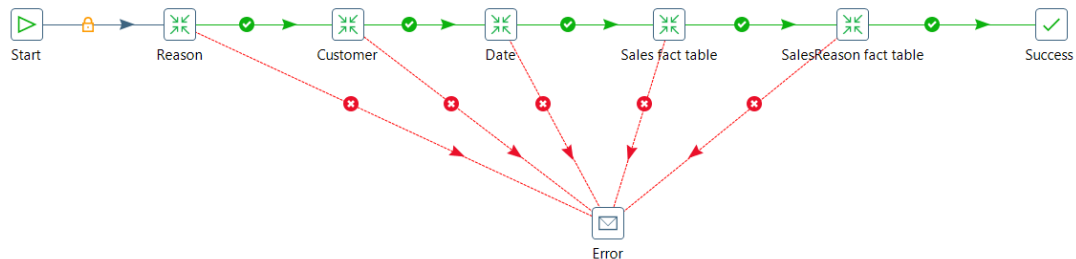 Start
Reason
Customer
Date
Sales fact table
SalesReason fact table
Success
Error